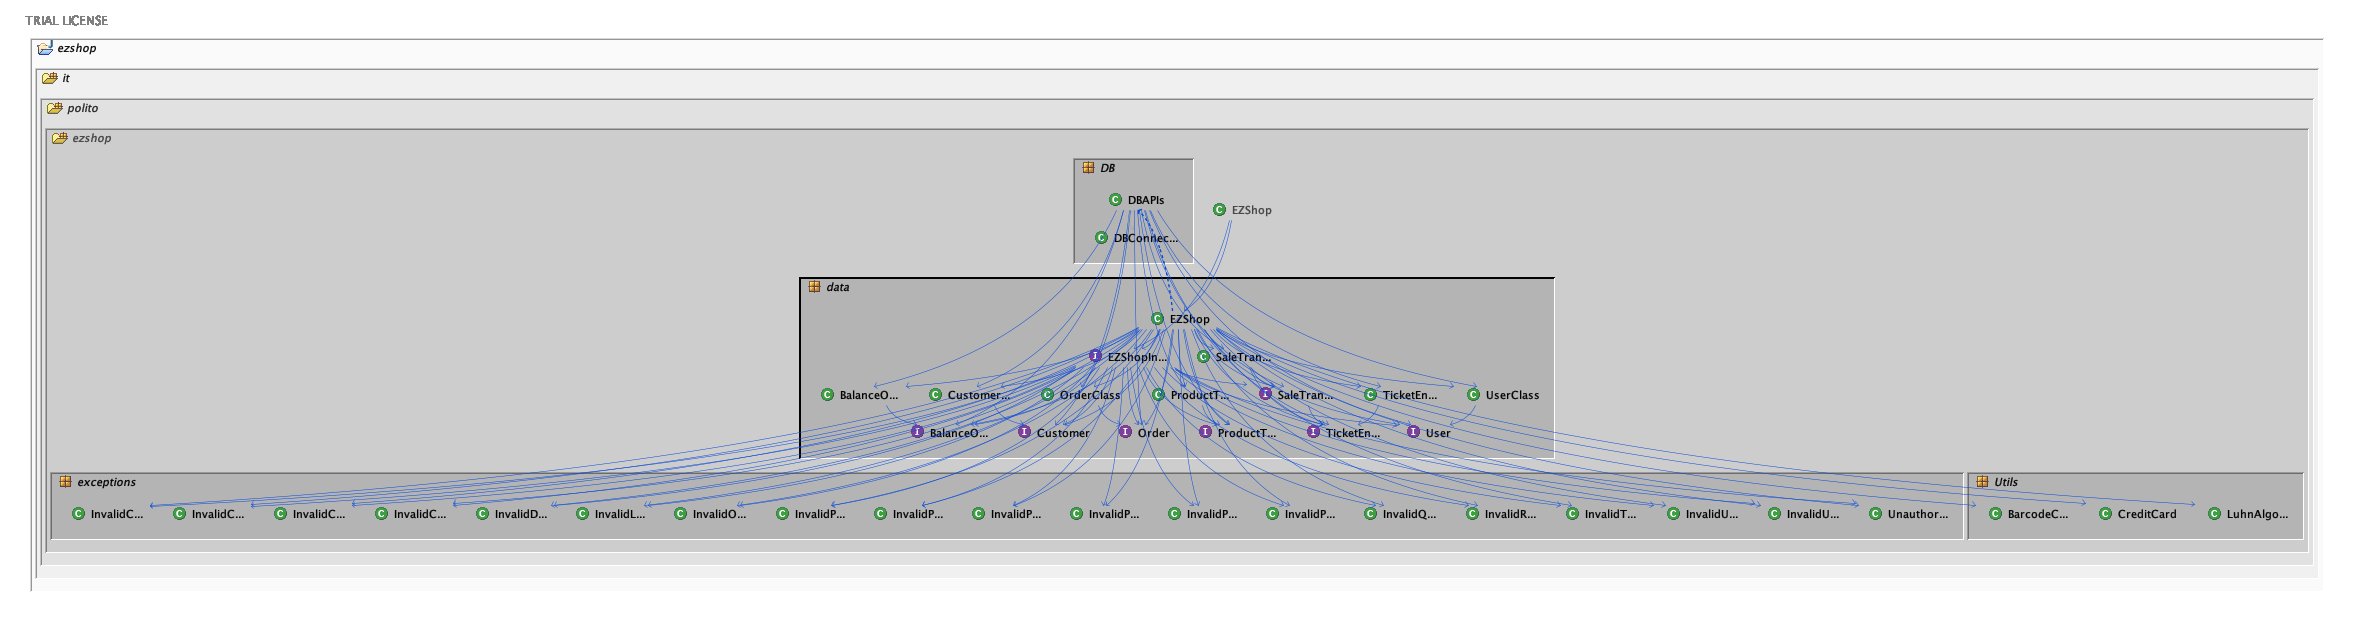 TRIAL LICENSE
ezshop
it
polito
ezshop
DB
DBAPIs
EZShop
DBConnec...
data
EZShop
EZShopIn... SaleTran...
BalanceO... Customer... OrderClass ProductT... SaleTran... TicketEn... UserClass
BalanceO... Customer Order ProductT... TicketEn... User
exceptions Utils
InvalidC... InvalidC... InvalidC... InvalidC... InvalidD... InvalidL... InvalidO... InvalidP... InvalidP... InvalidP... InvalidP... InvalidP... InvalidP... InvalidQ... InvalidR... InvalidT... InvalidU... InvalidU... Unauthor... BarcodeC... CreditCard LuhnAlgo...